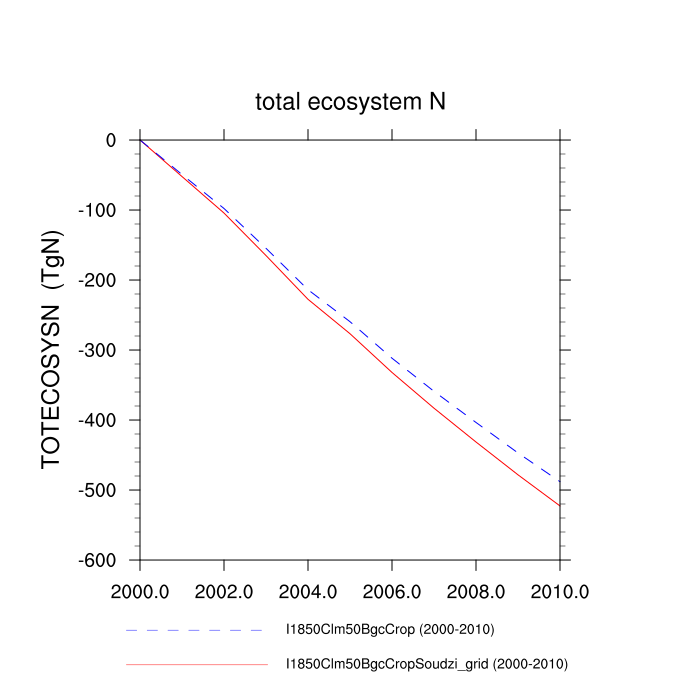 total ecosystem N
TOTECOSYSN (TgN)
0
-100
-200
-300
-400
-500
-600
2000.0 2002.0 2004.0 2006.0 2008.0 2010.0
I1850Clm50BgcCrop (2000-2010)
I1850Clm50BgcCropSoudzi_grid (2000-2010)